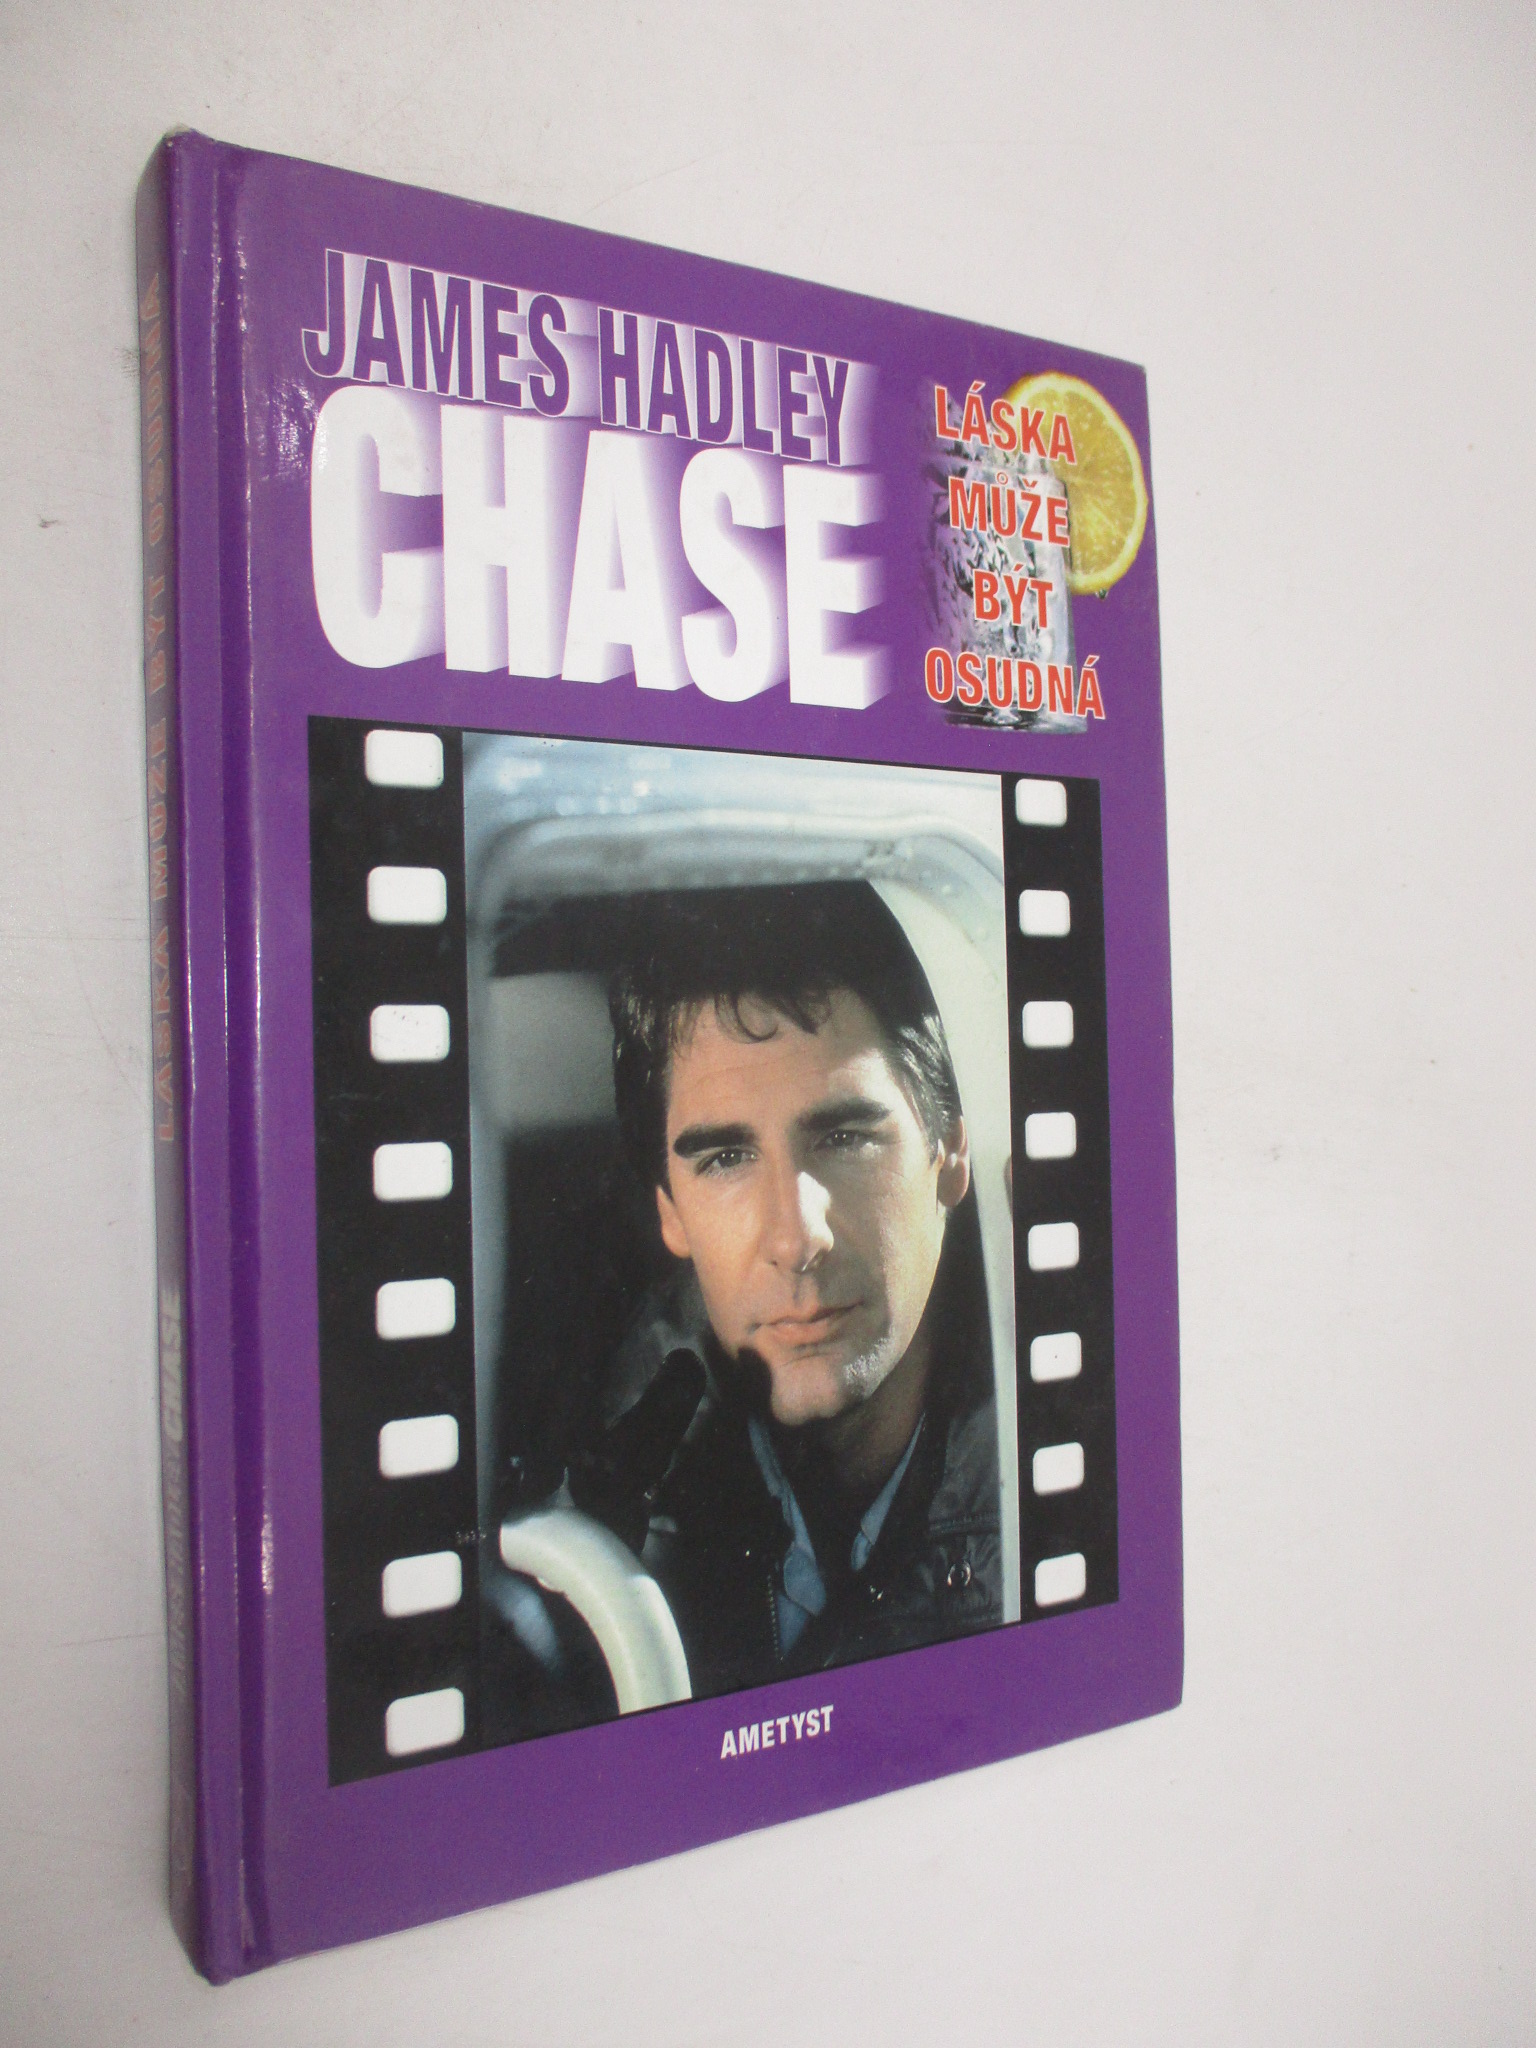 JAMES HADLEY
CHASE
LÁSKA
MŮŽE
BÝT
OSUDNÁ
AMETYST
LÁSKA MŮŽE BÝT OSUDNÁ
JAMES HADLEY CHASE